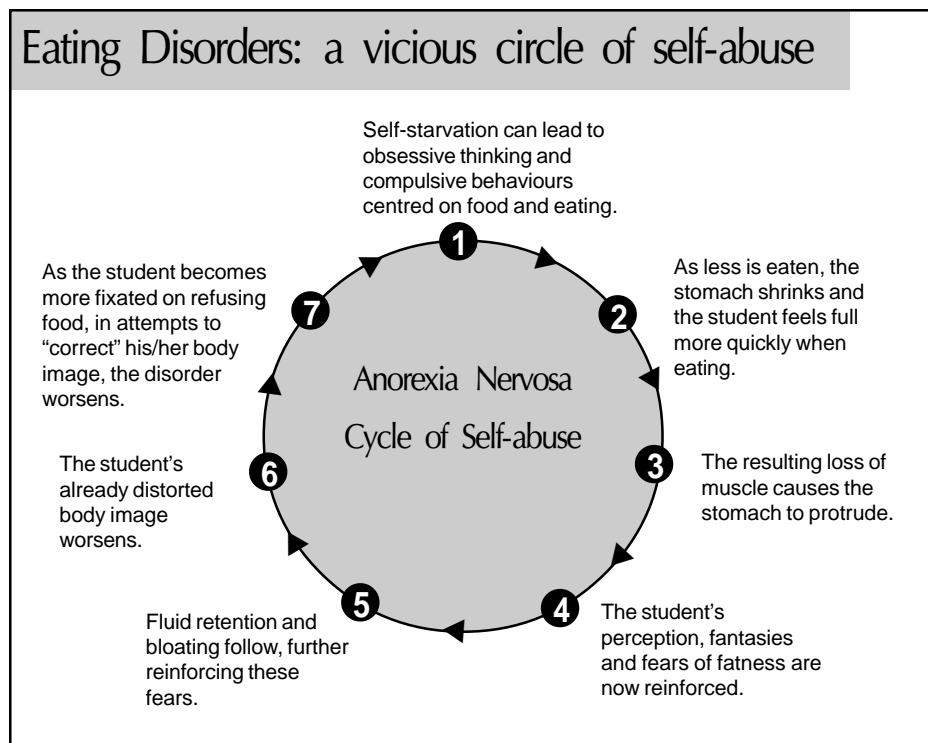 Eating Disorders: a vicious circle of self-abuse
Self-starvation can lead to
obsessive thinking and
compulsive behaviours
centred on food and eating.
1
As less is eaten, the
stomach shrinks and
the student feels full
more quickly when
eating.
2
The resulting loss of
muscle causes the
stomach to protrude.
3
The student’s
perception, fantasies
and fears of fatness are
now reinforced.
4
Fluid retention and
bloating follow, further
reinforcing these
fears.
5
The student’s
already distorted
body image
worsens.
6
As the student becomes
more fixated on refusing
food, in attempts to
“correct” his/her body
image, the disorder
worsens.
7
Anorexia Nervosa
Cycle of Self-abuse